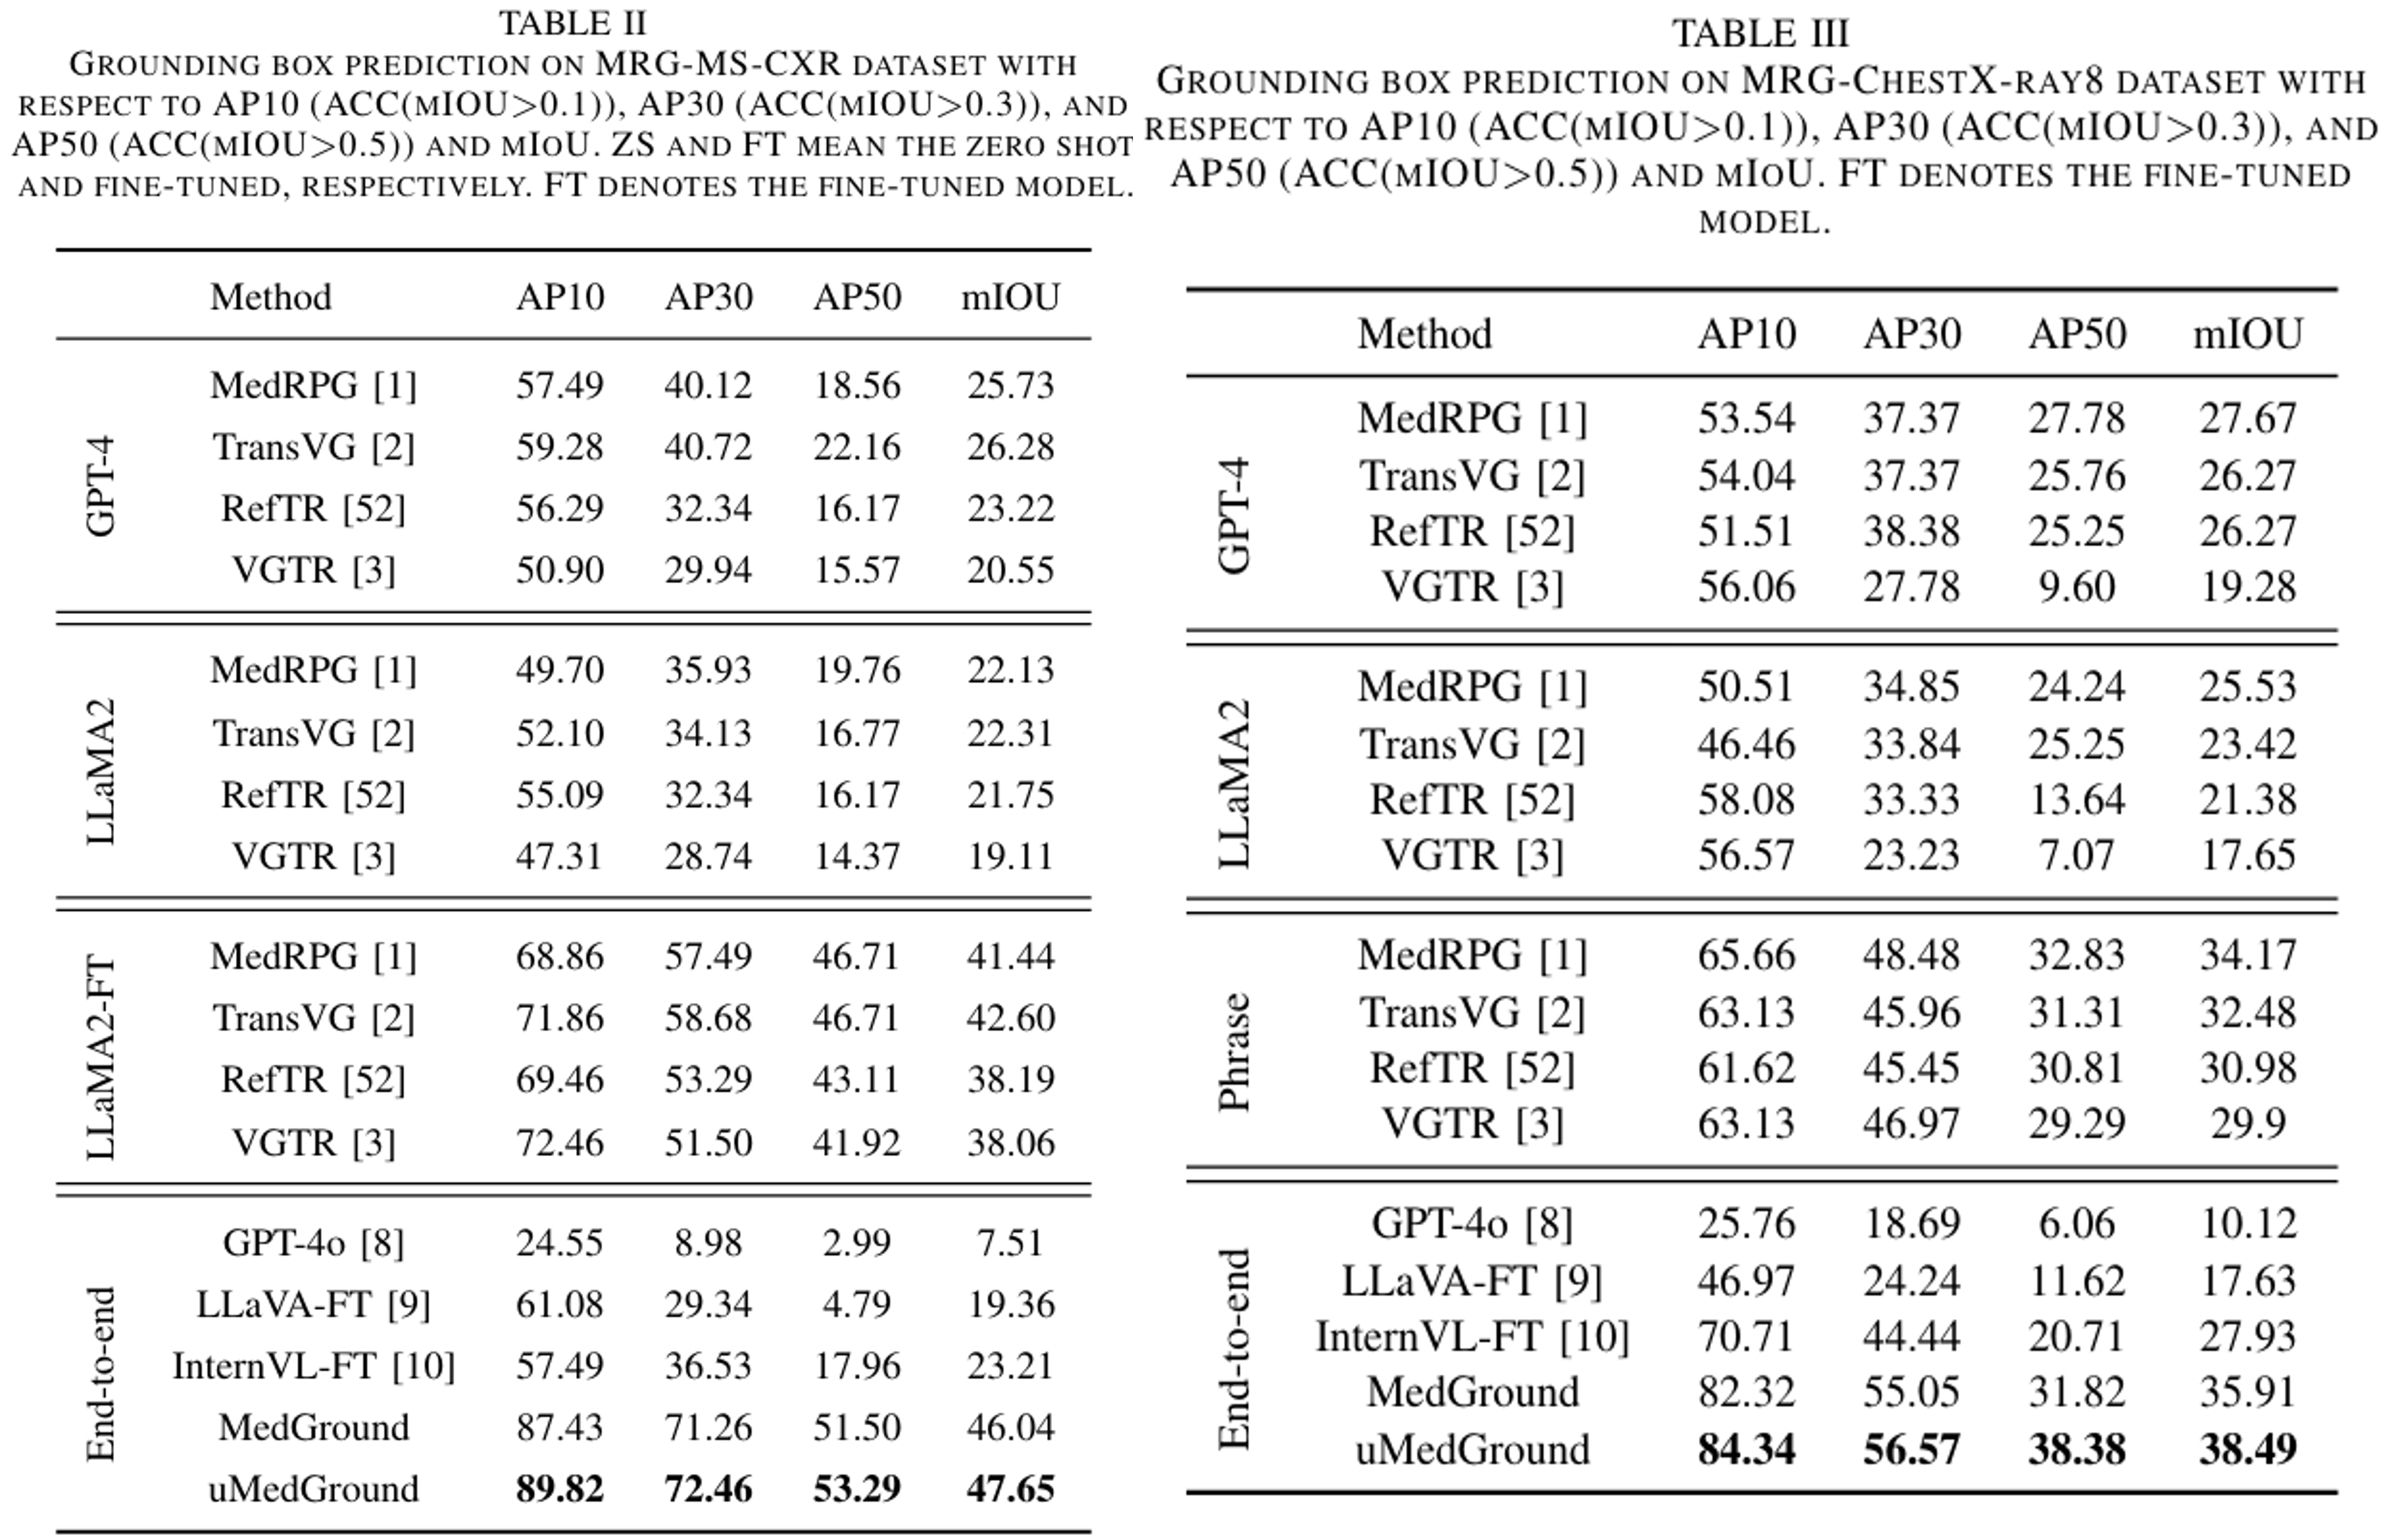 TABLE II
GROUNDING BOX PREDICTION ON MRG-MS-CXR DATASET WITH
RESPECT TO AP10 (ACC(MIOU>0.1)), AP30 (ACC(MIOU>0.3)), AND
AP50 (ACC(MIOU>0.5)) AND MIOU. ZS AND FT MEAN THE ZERO SHOT
AND FINE-TUNED, RESPECTIVELY. FT DENOTES THE FINE-TUNED MODEL.
Method AP10 AP30 AP50 mIOU
GPT-4
MedRPG [1] 57.49 40.12 18.56 25.73
TransVG [2] 59.28 40.72 22.16 26.28
RefTR [52] 56.29 32.34 16.17 23.22
VGTR [3] 50.90 29.94 15.57 20.55
LLaMA2
MedRPG [1] 49.70 35.93 19.76 22.13
TransVG [2] 52.10 34.13 16.77 22.31
RefTR [52] 55.09 32.34 16.17 21.75
VGTR [3] 47.31 28.74 14.37 19.11
LLaMA2-FT
MedRPG [1] 68.86 57.49 46.71 41.44
TransVG [2] 71.86 58.68 46.71 42.60
RefTR [52] 69.46 53.29 43.11 38.19
VGTR [3] 72.46 51.50 41.92 38.06
End-to-end
GPT-4o [8] 24.55 8.98 2.99 7.51
LLaVA-FT [9] 61.08 29.34 4.79 19.36
InternVL-FT [10] 57.49 36.53 17.96 23.21
MedGround 87.43 71.26 51.50 46.04
uMedGround 89.82 72.46 53.29 47.65
TABLE III
GROUNDING BOX PREDICTION ON MRG-CHESTX-RAY8 DATASET WITH
RESPECT TO AP10 (ACC(MIOU>0.1)), AP30 (ACC(MIOU>0.3)), AND
AP50 (ACC(MIOU>0.5)) AND MIOU. FT DENOTES THE FINE-TUNED
MODEL.
Method AP10 AP30 AP50 mIOU
GPT-4
MedRPG [1] 53.54 37.37 27.78 27.67
TransVG [2] 54.04 37.37 25.76 26.27
RefTR [52] 51.51 38.38 25.25 26.27
VGTR [3] 56.06 27.78 9.60 19.28
LLaMA2
MedRPG [1] 50.51 34.85 24.24 25.53
TransVG [2] 46.46 33.84 25.25 23.42
RefTR [52] 58.08 33.33 13.64 21.38
VGTR [3] 56.57 23.23 7.07 17.65
Phrase
MedRPG [1] 65.66 48.48 32.83 34.17
TransVG [2] 63.13 45.96 31.31 32.48
RefTR [52] 61.62 45.45 30.81 30.98
VGTR [3] 63.13 46.97 29.29 29.9
End-to-end
GPT-4o [8] 25.76 18.69 6.06 10.12
LLaVA-FT [9] 46.97 24.24 11.62 17.63
InternVL-FT [10] 70.71 44.44 20.71 27.93
MedGround 82.32 55.05 31.82 35.91
uMedGround 84.34 56.57 38.38 38.49